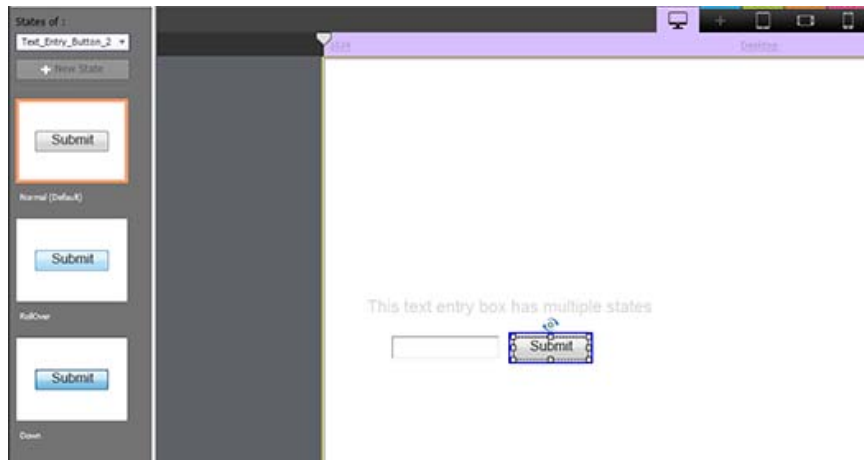 States of :
Text_Entry_Button_2
+ New State
Submit
Normal (Default)
Submit
RollOver
Submit
Down
1024
Desktop
This text entry box has multiple states
Submit